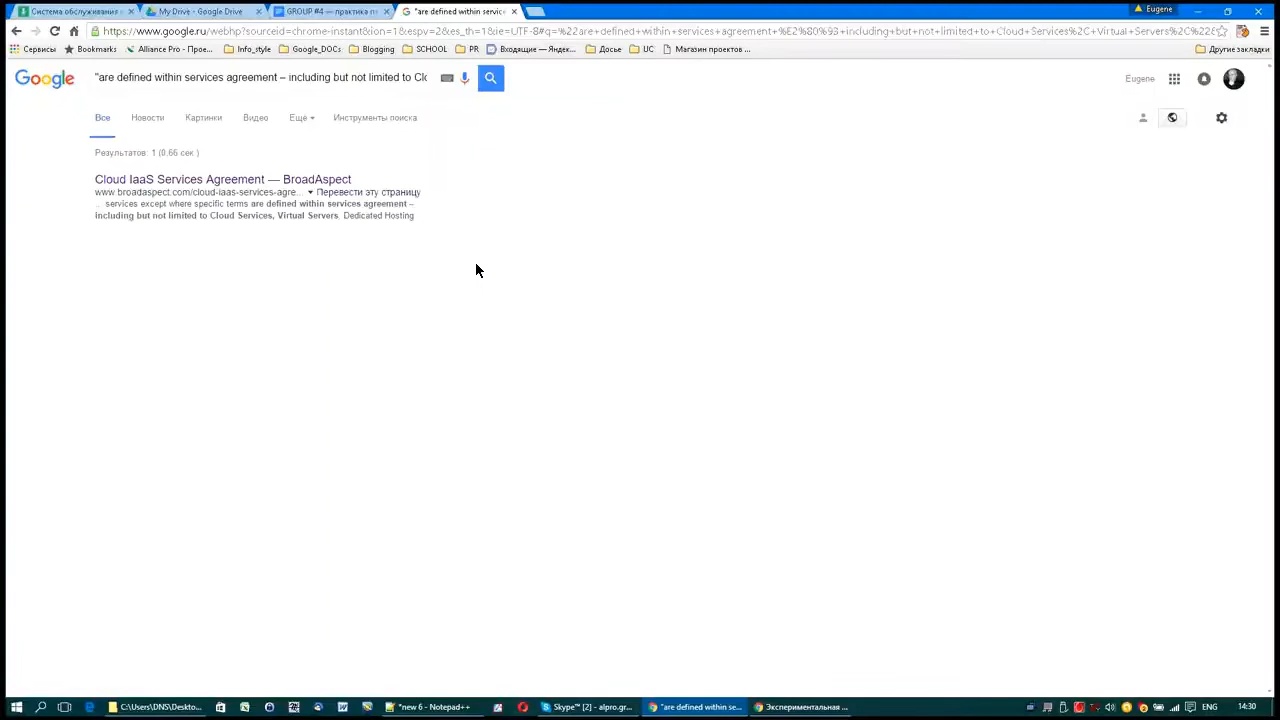 Система обслуживания
My Drive - Google Drive
GROUP #4 — практика п
"are defined within service
Eugene
https://www.google.ru/webhp?sourceid=chrome-instant&ion=1&espv=2&es_th=1&ie=UTF-8#q=%22are+defined+within+services+agreement+%E2%80%93+including+but+not+limited+to+Cloud+Services%2C+Virtual+Servers%2C%22&
Сервисы
Bookmarks
Alliance Pro - Прое...
Info_style
Google_DOCs
Blogging
SCHOOL
PR
Входящие — Яндек...
Досье
UC
Магазин проектов ...
Другие закладки
Google
"are defined within services agreement – including but not limited to Clo
Eugene
Все
Новости
Картинки
Видео
Ещё
Инструменты поиска
Результатов: 1 (0,66 сек.)
Cloud IaaS Services Agreement — BroadAspect
www.broadaspect.com/cloud-iaas-services-agre... ▾ Перевести эту страницу
... services except where specific terms are defined within services agreement –
including but not limited to Cloud Services, Virtual Servers, Dedicated Hosting
C:\Users\DNS\Deskto...
*new 6 - Notepad++
Skype™ [2] - alpro.gr...
"are defined within se...
Экспериментальная ...
ENG
14:30